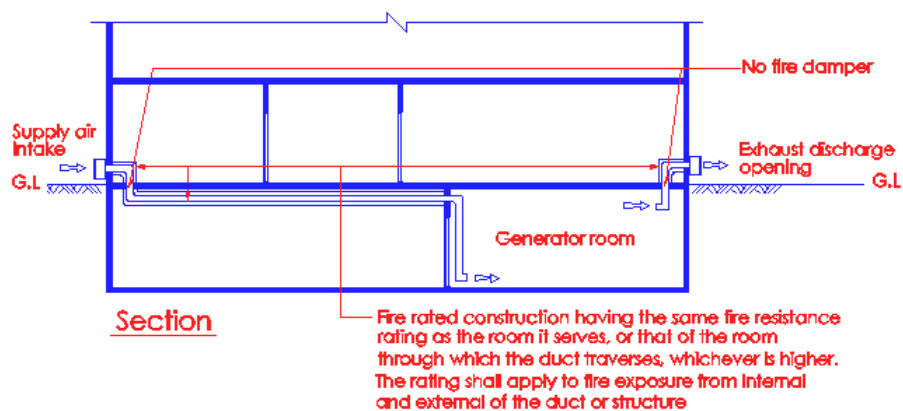 No fire damper
Supply air
intake
G.L
Exhaust discharge
opening
G.L
Generator room
Section
Fire rated construction having the same fire resistance
rating as the room it serves, or that of the room
through which the duct traverses, whichever is higher.
The rating shall apply to fire exposure from internal
and external of the duct or structure